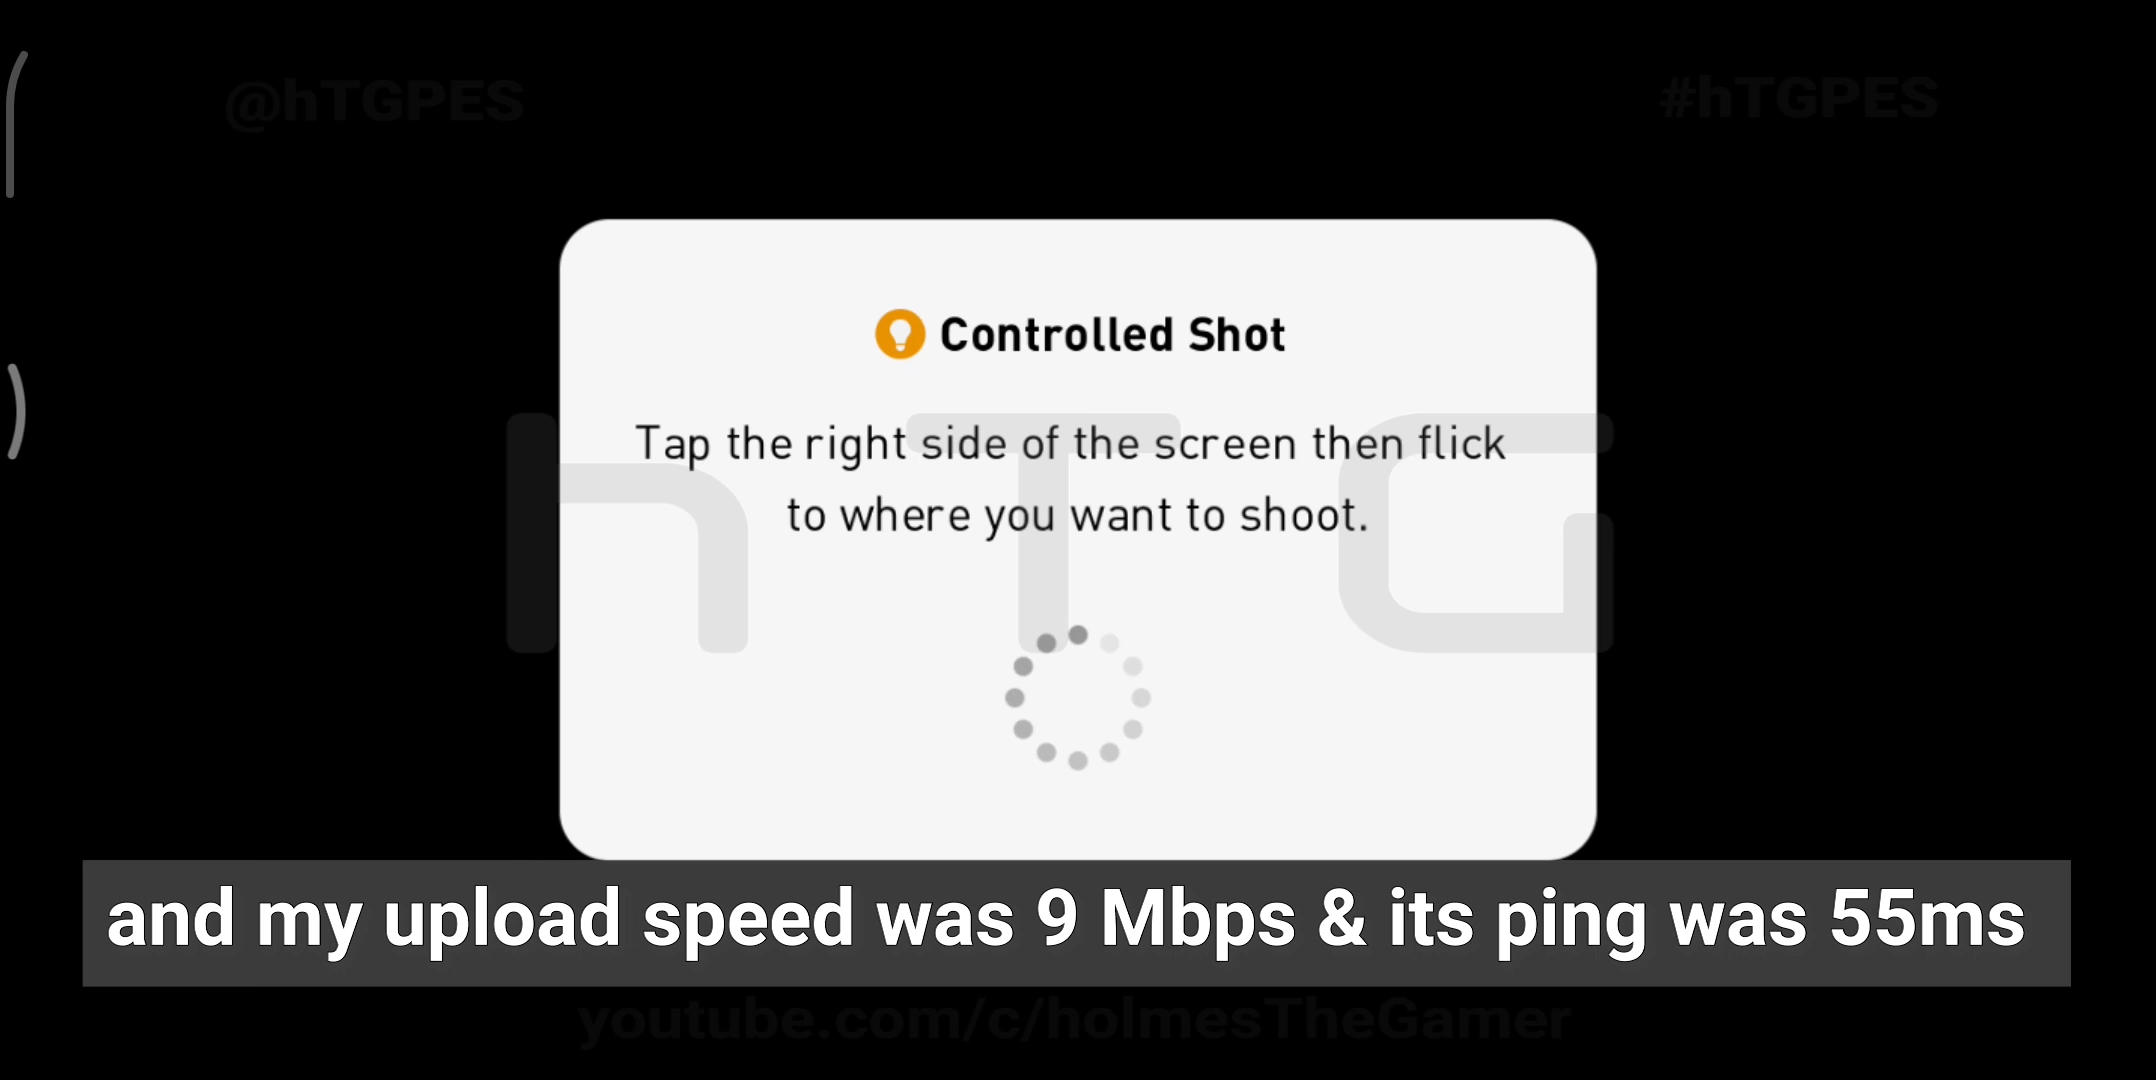 @hTGPES
#hTGPES
Controlled Shot
Tap the right side of the screen then flick
to where you want to shoot.
hTG
and my upload speed was 9 Mbps & its ping was 55ms
youtube.com/c/holmesTheGamer